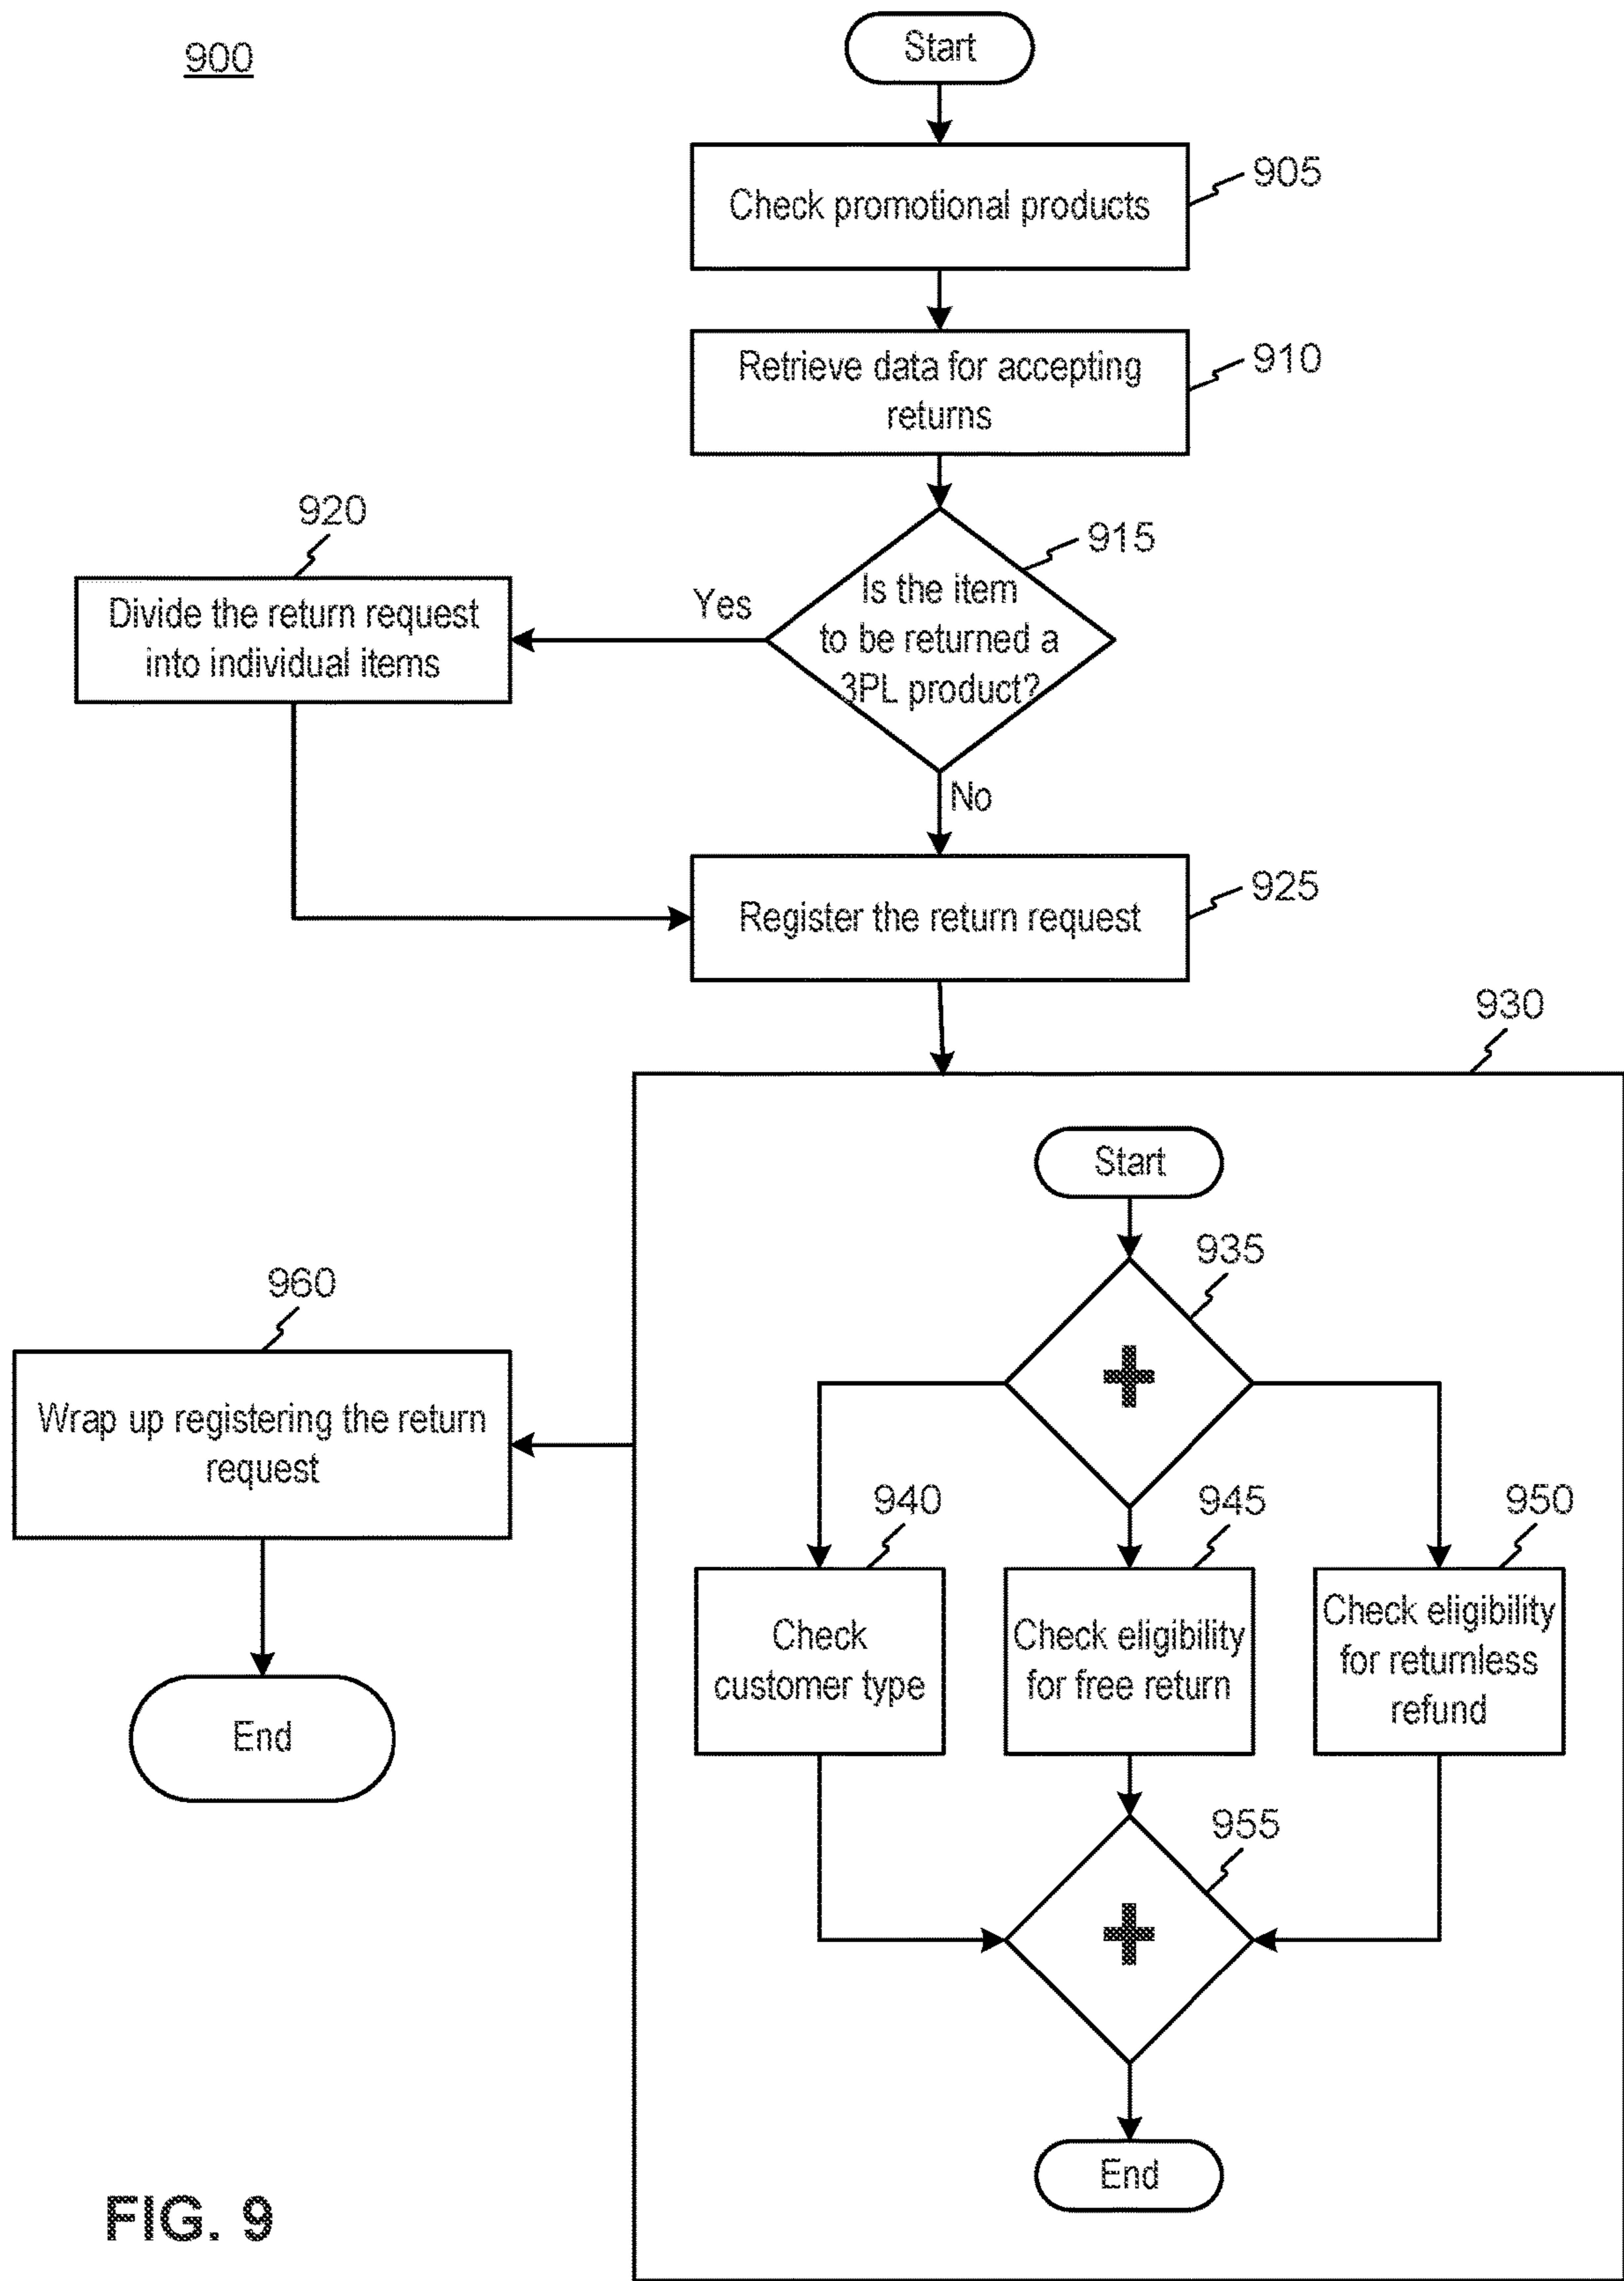 900
Start
Check promotional products
905
Retrieve data for accepting
returns
910
920
Divide the return request
into individual items
Yes
915
Is the item
to be returned a
3PL product?
No
Register the return request
925
930
Start
935
+
960
Wrap up registering the return
request
End
940
Check
customer type
945
Check eligibility
for free return
950
Check eligibility
for returnless
refund
955
+
End
FIG. 9